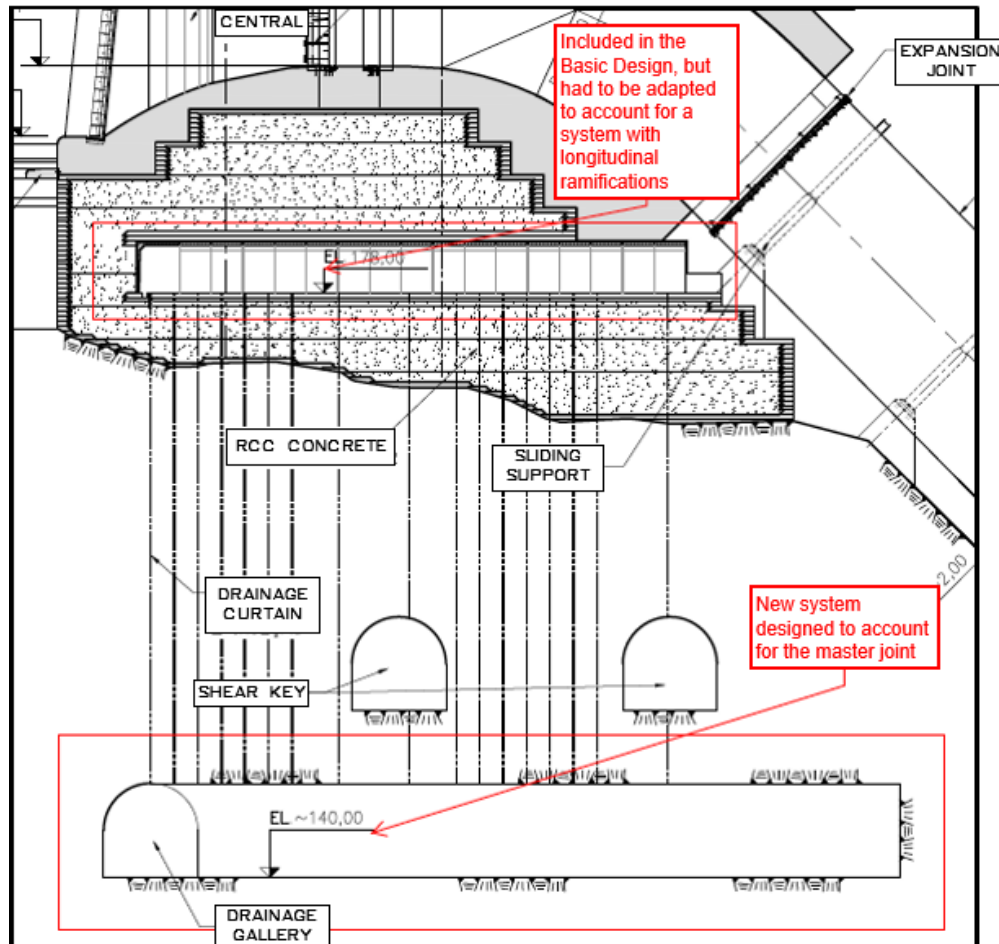 CENTRAL
Included in the
Basic Design, but
had to be adapted
to account for a
system with
longitudinal
ramifications
EXPANSION
JOINT
EL 178,00
RCC CONCRETE
SLIDING
SUPPORT
2,00
DRAINAGE
CURTAIN
New system
designed to account
for the master joint
SHEAR KEY
EL ~140,00
DRAINAGE
GALLERY